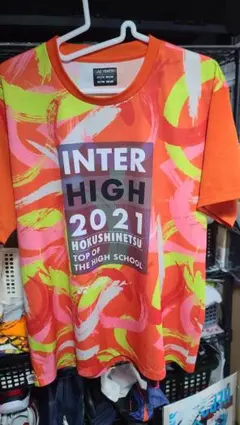 INTER
HIGH
2021
HOKUSHINETSU
TOP OF
THE HIGH SCHOOL.